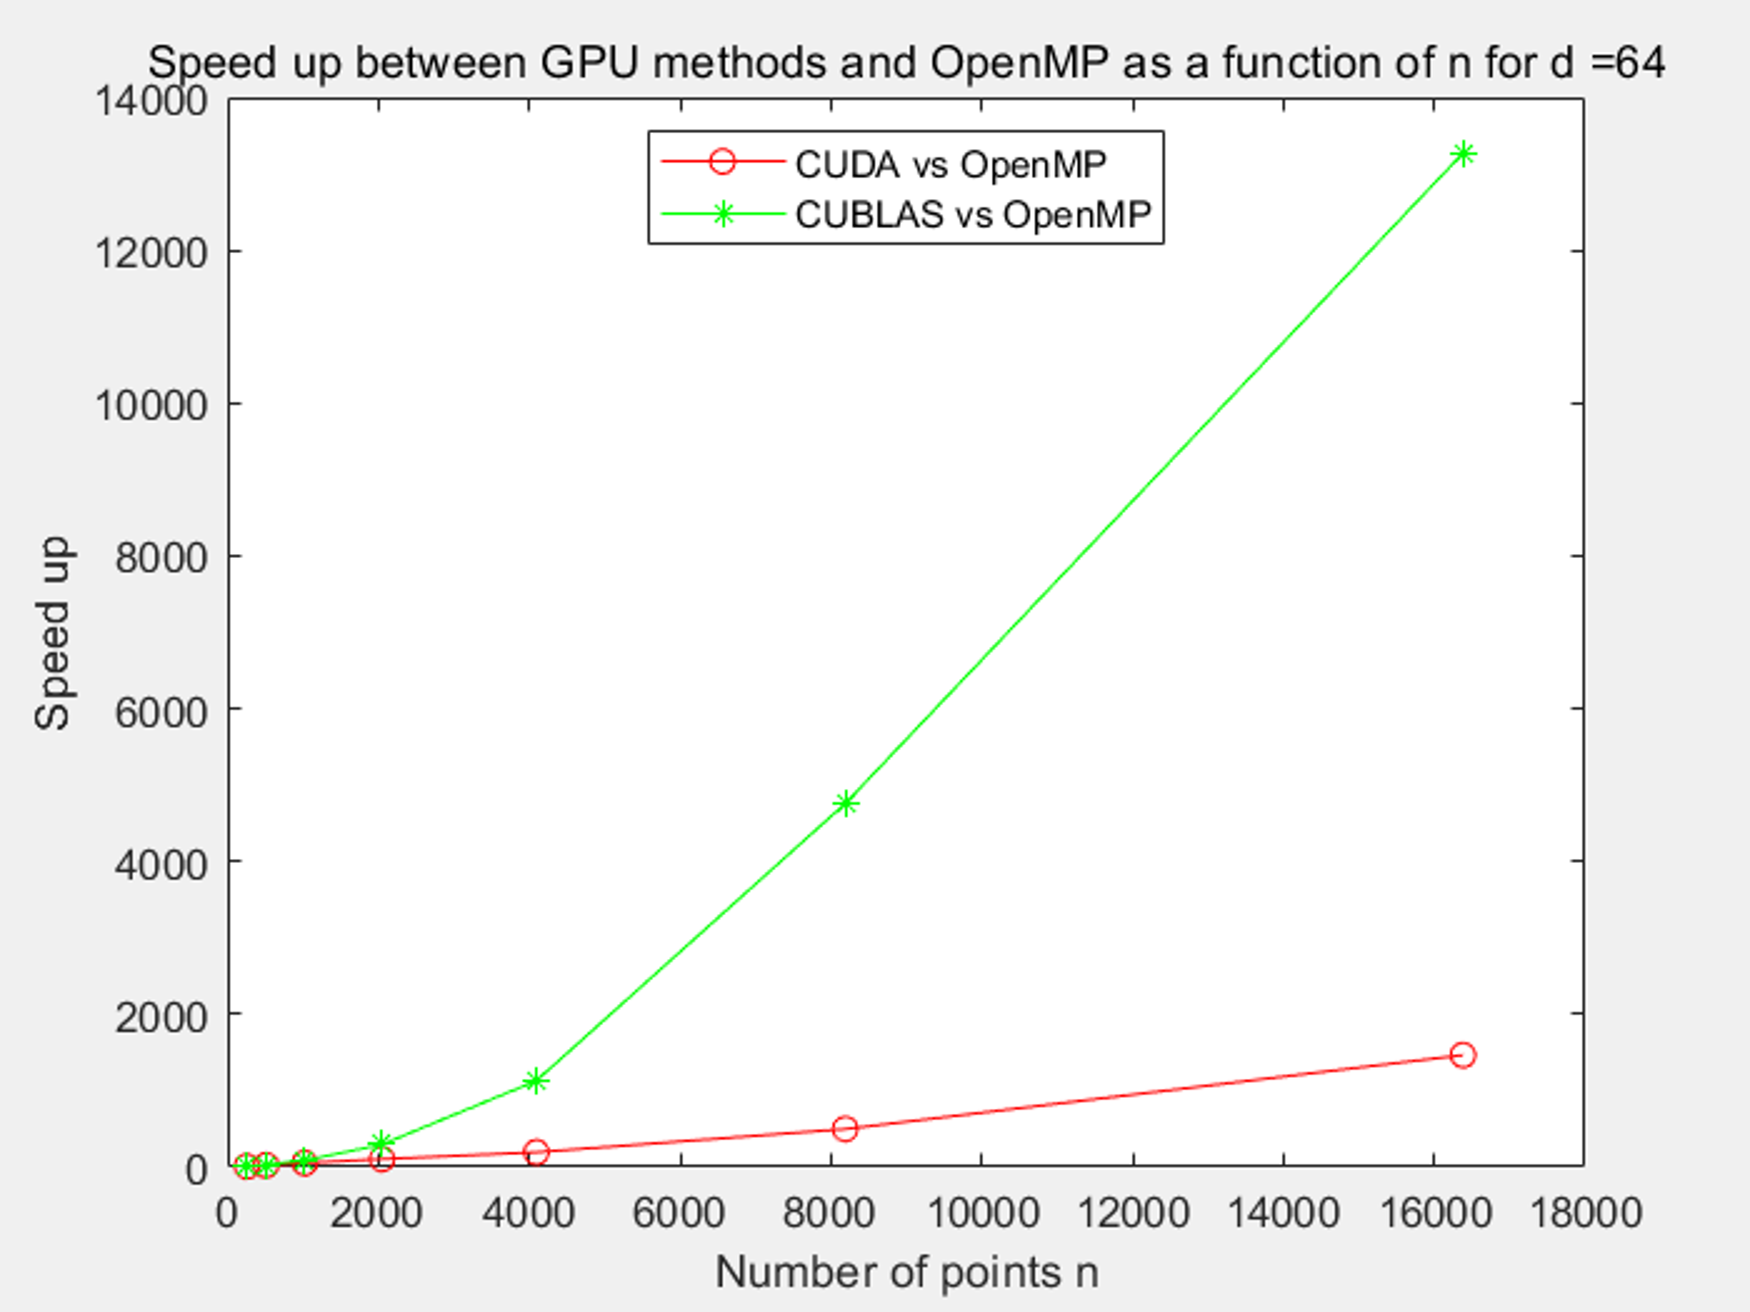 Speed up between GPU methods and OpenMP as a function of n for d =64
14000
12000
10000
8000
6000
4000
2000
0
Speed up
CUDA vs OpenMP
CUBLAS vs OpenMP
0 2000 4000 6000 8000 10000 12000 14000 16000 18000
Number of points n